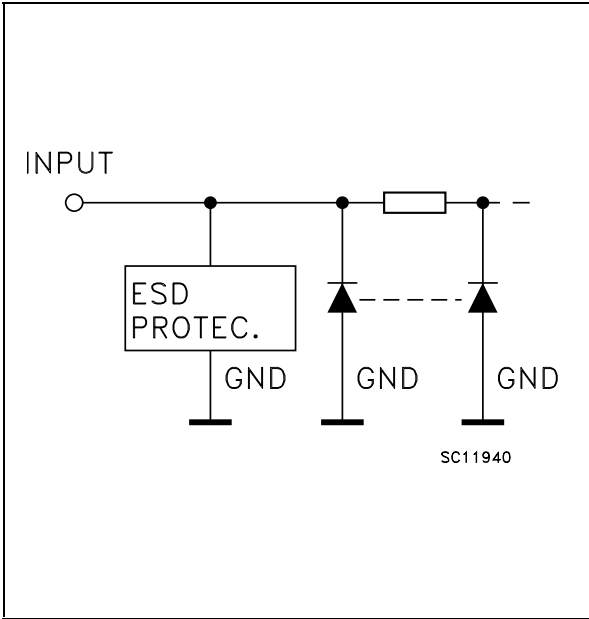 INPUT
ESD
PROTEC.
GND
GND
GND
SC11940